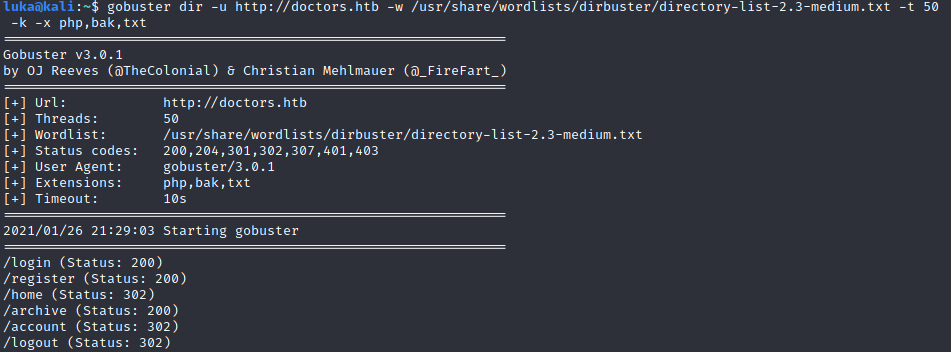 luka@kali:~$ gobuster dir -u http://doctors.htb -w /usr/share/wordlists/dirbuster/directory-list-2.3-medium.txt -t 50
-k -x php,bak,txt
===============================================================
Gobuster v3.0.1
by OJ Reeves (@TheColonial) & Christian Mehlmauer (@_FireFart_)
===============================================================
[+] Url:            http://doctors.htb
[+] Threads:        50
[+] Wordlist:       /usr/share/wordlists/dirbuster/directory-list-2.3-medium.txt
[+] Status codes:   200,204,301,302,307,401,403
[+] User Agent:     gobuster/3.0.1
[+] Extensions:     php,bak,txt
[+] Timeout:        10s
===============================================================
2021/01/26 21:29:03 Starting gobuster
===============================================================
/login (Status: 200)
/register (Status: 200)
/home (Status: 302)
/archive (Status: 200)
/account (Status: 302)
/logout (Status: 302)